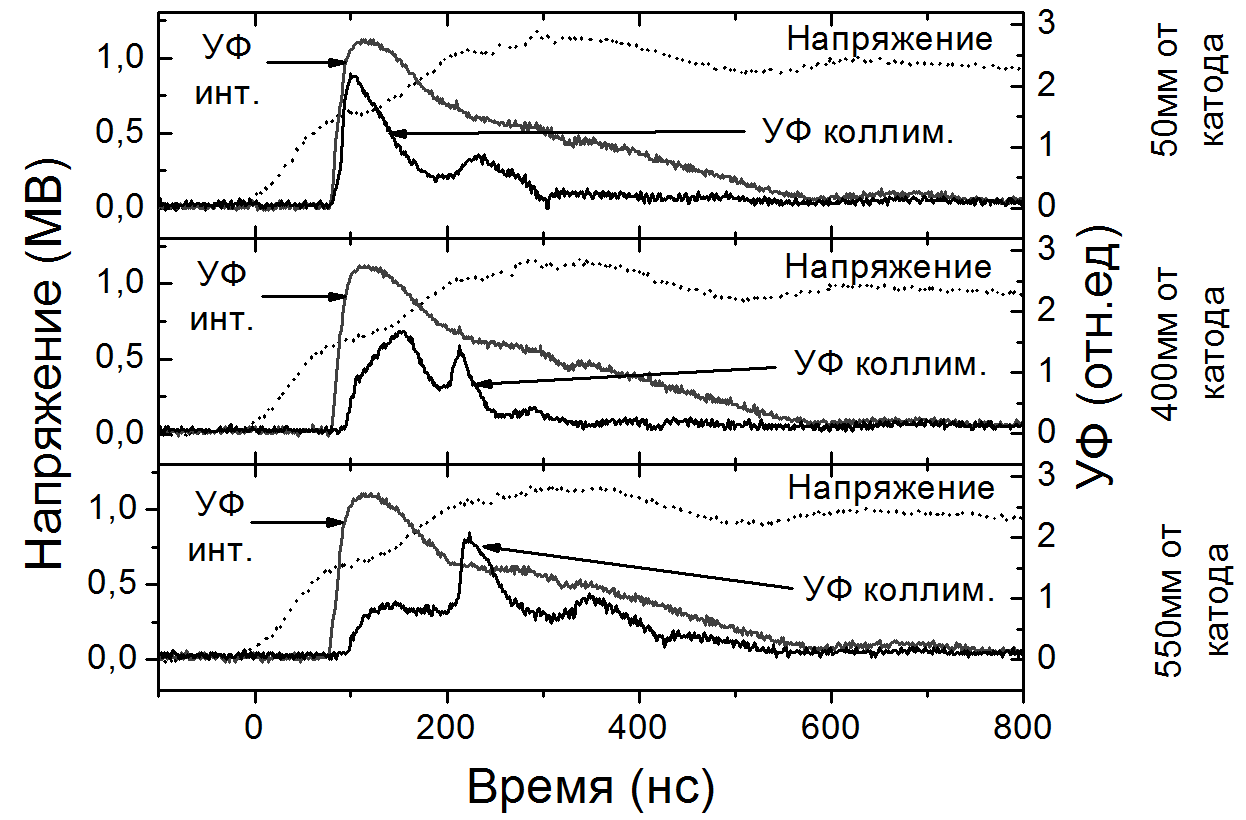 Напряжение (МВ)
1,0
0,5
0,0
УФ
инт.
Напряжение
УФ коллим.
3
2
1
0
50мм от
катода
1,0
0,5
0,0
УФ
инт.
Напряжение
УФ коллим.
3
2
1
0
УФ (отн.ед)
400мм от
катода
1,0
0,5
0,0
УФ
инт.
Напряжение
УФ коллим.
3
2
1
0
550мм от
катода
0 200 400 600 800
Время (нс)